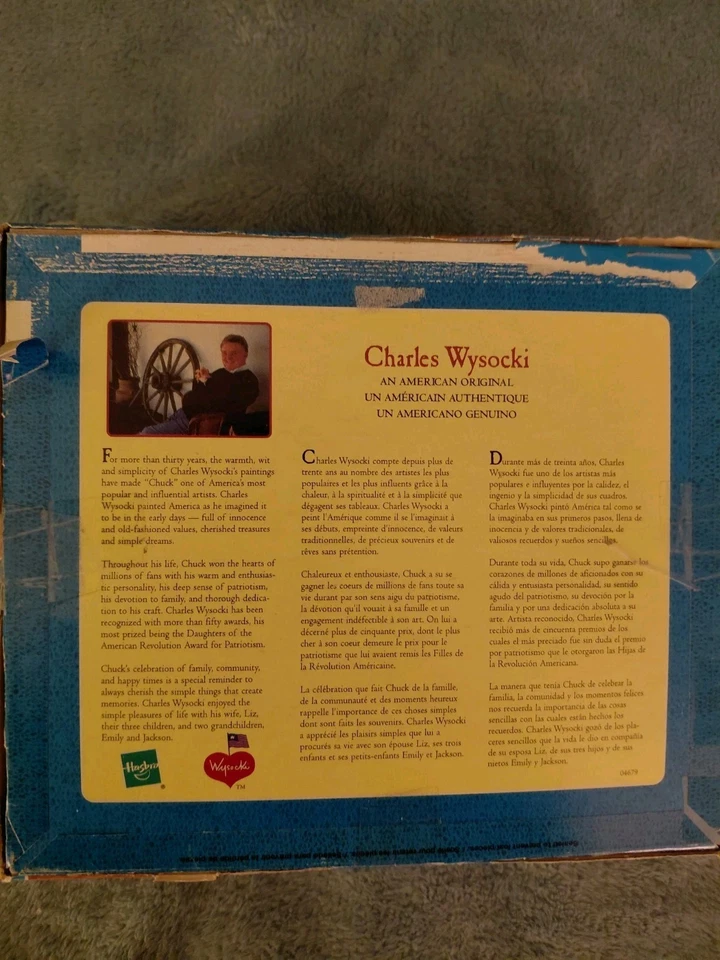 Charles Wysocki
AN AMERICAN ORIGINAL
UN AMÉRICAIN AUTHENTIQUE
UN AMERICANO GENUINO
For more than thirty years, the warmth, wit
and simplicity of Charles Wysocki's paintings
have made "Chuck" one of America's most
popular and influential artists. Charles
Wysocki painted America as he imagined it
to be in the early days — full of innocence
and old-fashioned values, cherished treasures
and simple dreams.
Throughout his life, Chuck won the hearts of
millions of fans with his warm and enthusias-
tic personality, his deep sense of patriotism,
his devotion to family, and thorough dedica-
tion to his craft. Charles Wysocki has been
recognized with more than fifty awards, his
most prized being the Daughters of the
American Revolution Award for Patriotism.
Chuck's celebration of family, community,
and happy times is a special reminder to
always cherish the simple things that create
memories. Charles Wysocki enjoyed the
simple pleasures of life with his wife, Liz,
their three children, and two grandchildren,
Emily and Jackson.
Charles Wysocki compte depuis plus de
trente ans au nombre des artistes les plus
populaires et les plus influents grâce à la
chaleur, à la spiritualité et à la simplicité que
dégagent ses tableaux. Charles Wysocki a
peint l'Amérique comme il se l'imaginait à
ses débuts, empreinte d'innocence, de valeurs
traditionnelles, de précieux souvenirs et de
rêves sans prétention.
Chaleureux et enthousiaste, Chuck a su se
gagner les coeurs de millions de fans toute sa
vie durant par son sens aigu du patriotisme,
la dévotion qu'il vouait à sa famille et un
engagement indéfectible à son art. On lui a
décerné plus de cinquante prix, dont le plus
cher à son coeur demeure le prix pour le
patriotisme que lui avaient remis les Filles de
la Révolution Américaine.
La célébration que fait Chuck de la famille,
de la communauté et des moments heureux
rappelle l'importance de ces choses simples
dont sont faits les souvenirs. Charles Wysocki
a apprécié les plaisirs simples que lui a
procurés sa vie avec son épouse Liz, ses trois
enfants et ses petits-enfants Emily et Jackson.
Durante más de treinta años, Charles
Wysocki fue uno de los artistas más
populares e influyentes por la calidez, el
ingenio y la simplicidad de sus cuadros.
Charles Wysocki pintó América tal como se
la imaginaba en sus primeros pasos, llena de
inocencia y de valores tradicionales, de
valiosos recuerdos y sueños sencillos.
Durante toda su vida, Chuck supo ganarse los
corazones de millones de aficionados con su
cálida y entusiasta personalidad, su sentido
agudo del patriotismo, su devoción por la
familia y por una dedicación absoluta a su
arte. Artista reconocido, Charles Wysocki
recibió más de cincuenta premios de los
cuales el más preciado fue sin duda el premio
por patriotismo que le otorgaron las Hijas de
la Revolución Americana.
La manera que tenía Chuck de celebrar la
familia, la comunidad y los momentos felices
nos recuerda la importancia de las cosas
sencillas con las cuales están hechos los
recuerdos. Charles Wysocki gozó de los pla-
ceres sencillos que la vida le dio en compañía
de su esposa Liz, de sus tres hijos y de sus
nietos Emily y Jackson.
Hasbro ®
Wysocki TM
04679